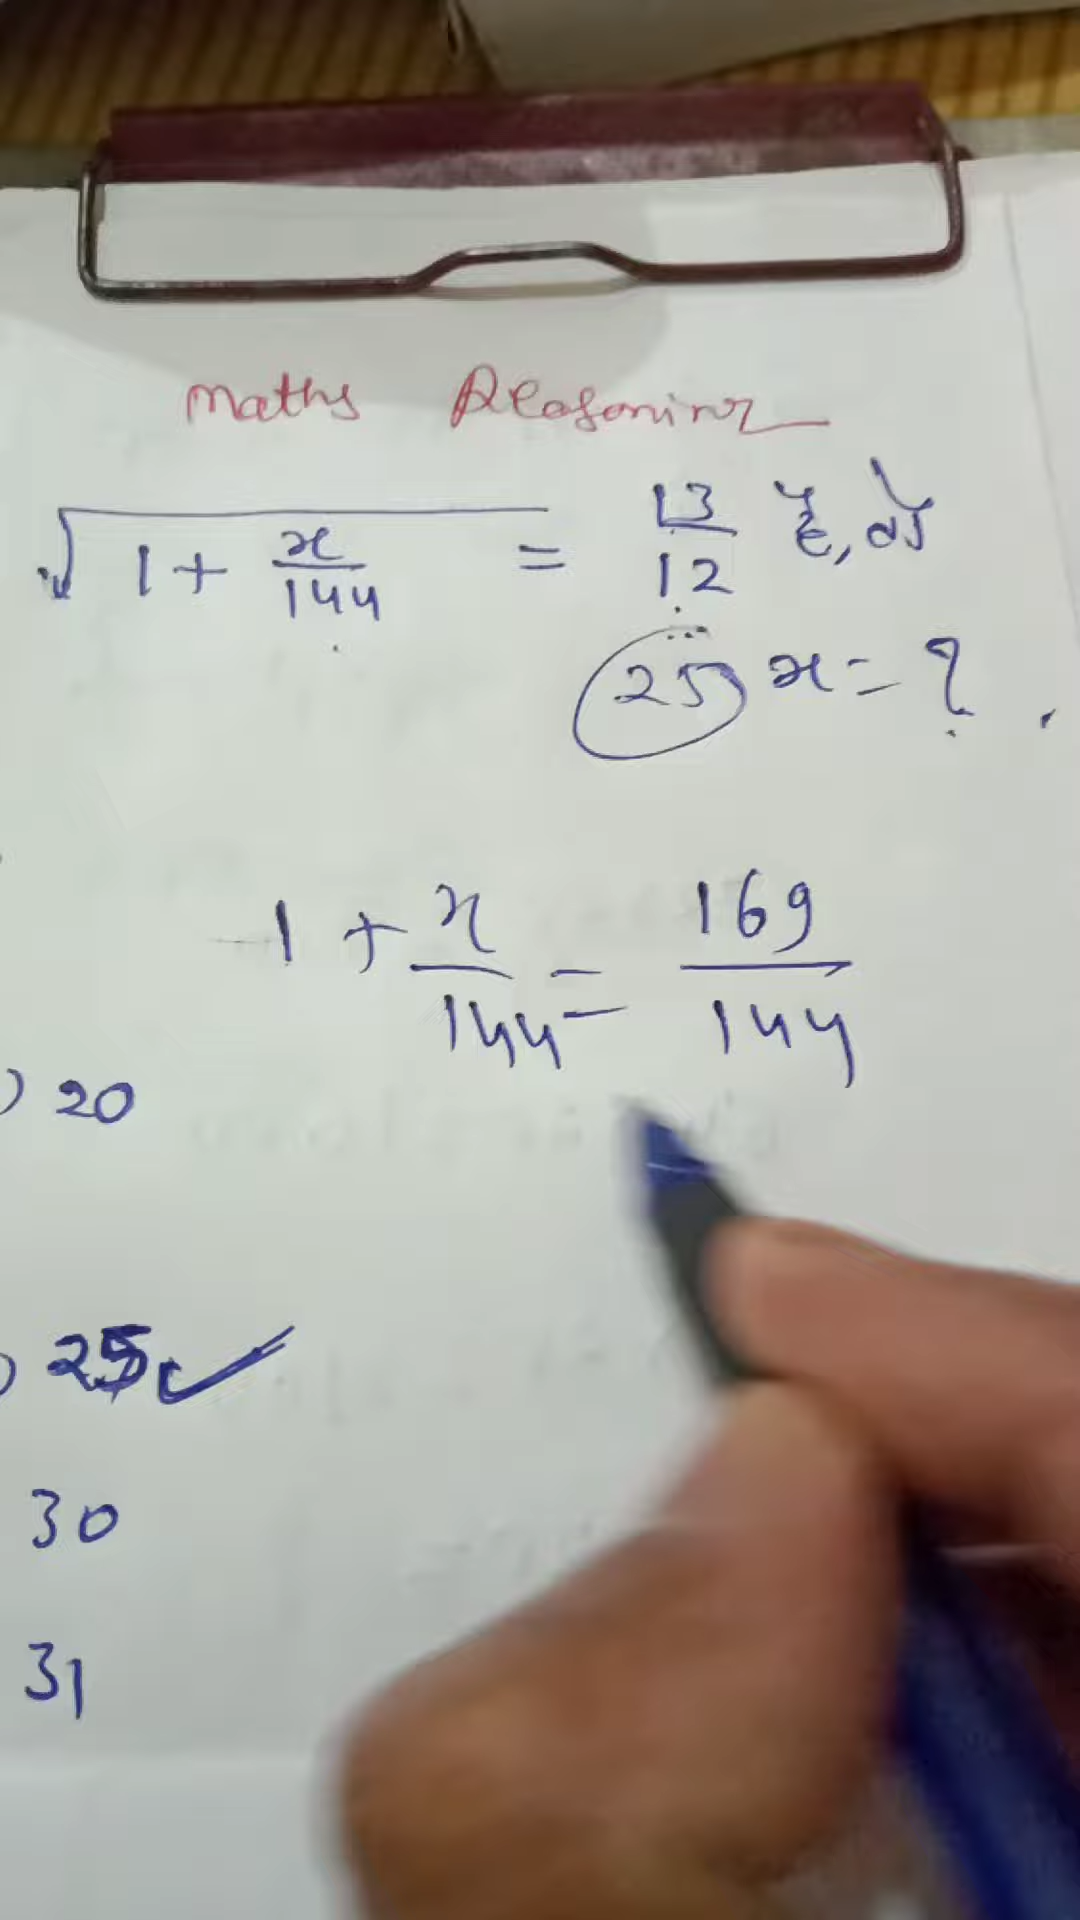 Maths Reasoning
√(1 + x/144) = 13/12 है, तो
25 x = ?
1 + x/144 = 169/144
) 20
) 25 ✓
30
31